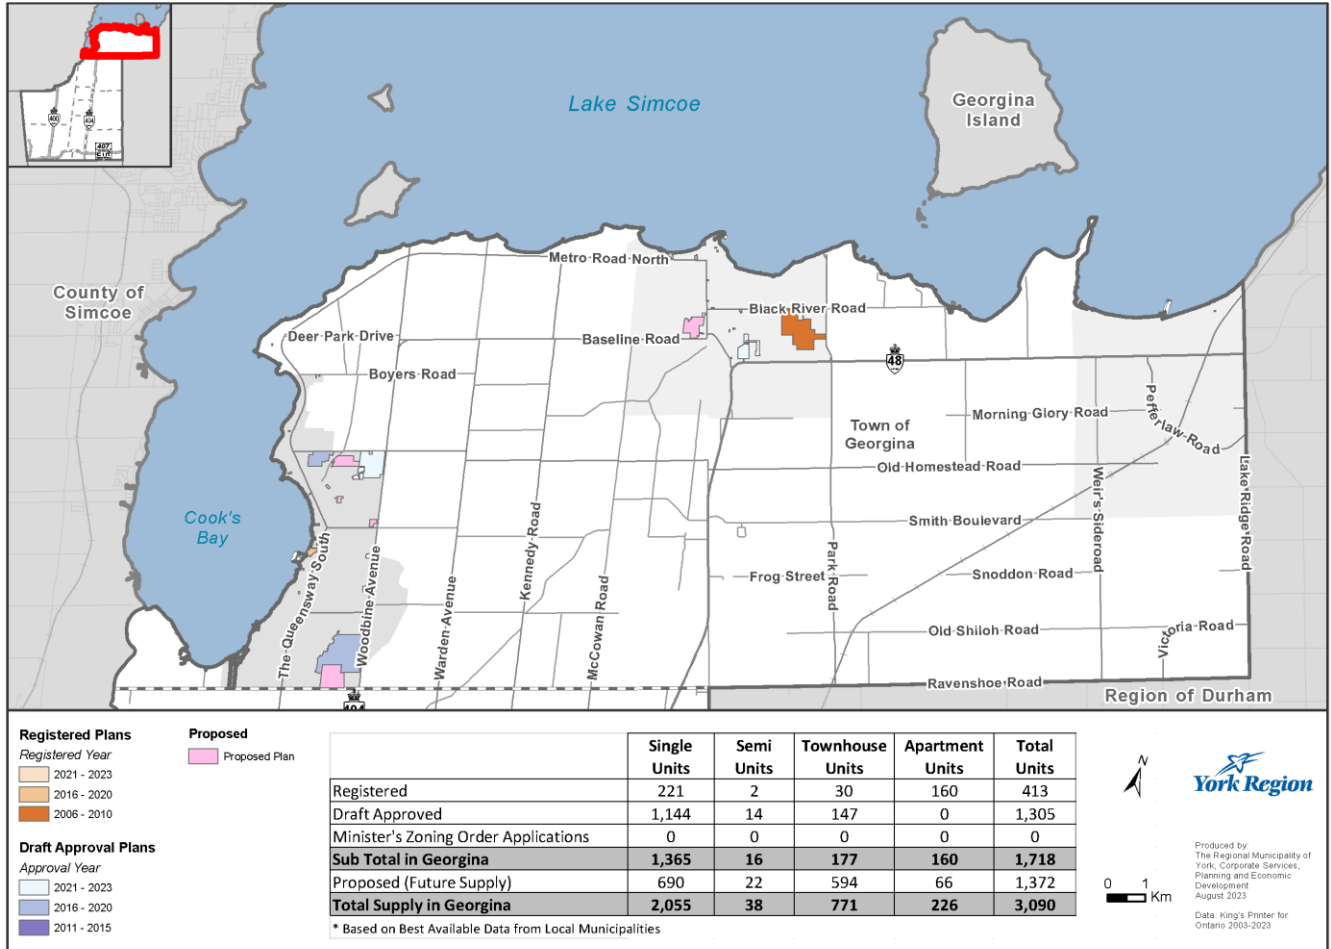 400
404
407
ETR
Lake Simcoe
Georgina
Island
County of
Simcoe
Metro Road North
Black River Road
Deer Park Drive
Baseline Road
48
Boyers Road
Morning Glory Road
Pefferlaw Road
Town of
Georgina
Old Homestead Road
Lake Ridge Road
Weir's Sideroad
Cook's
Bay
Smith Boulevard
Kennedy Road
The Queensway South
Woodbine Avenue
Warden Avenue
McCowan Road
Park Road
Frog Street
Snoddon Road
Old Shiloh Road
Victoria Road
Ravenshoe Road
Region of Durham
404
Registered Plans
Registered Year
2021 - 2023
2016 - 2020
2006 - 2010
Draft Approval Plans
Approval Year
2021 - 2023
2016 - 2020
2011 - 2015
Proposed
Proposed Plan
Single Units Semi Units Townhouse Units Apartment Units Total Units
Registered 221 2 30 160 413
Draft Approved 1,144 14 147 0 1,305
Minister's Zoning Order Applications 0 0 0 0 0
Sub Total in Georgina 1,365 16 177 160 1,718
Proposed (Future Supply) 690 22 594 66 1,372
Total Supply in Georgina 2,055 38 771 226 3,090
* Based on Best Available Data from Local Municipalities
N
0 1
Km
York Region
Produced by:
The Regional Municipality of
York, Corporate Services,
Planning and Economic
Development
August 2023
Data: King's Printer for
Ontario 2003-2023